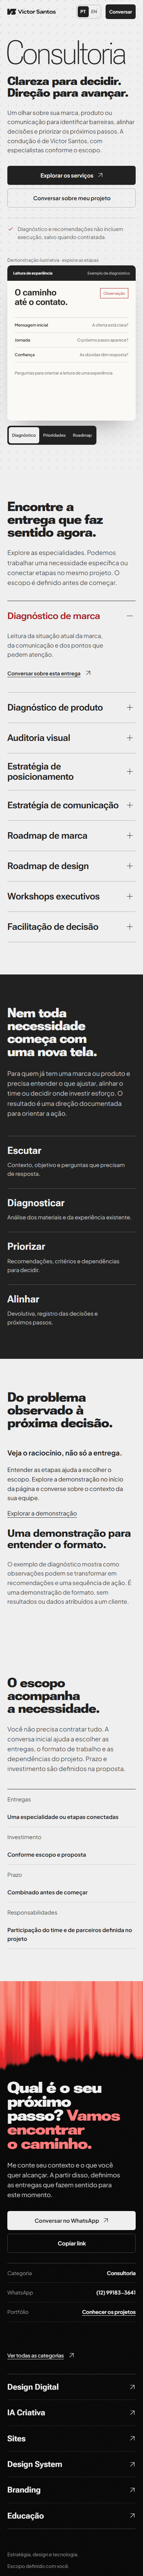 Victor Santos
PT EN
Conversar
Consultoria
Clareza para decidir.
Direção para avançar.
Um olhar sobre sua marca, produto ou
canal digital para identificar barreiras, alinhar
decisões e priorizar os próximos passos. A
condução é de Victor Santos, com
especialistas conforme o escopo.
Explorar os serviços
Conversar sobre meu projeto
Diagnóstico e recomendações não incluem
execução, salvo quando contratada.
Demonstração ilustrativa · explore as etapas
Leitura de experiência Exemplo de diagnóstico
O caminho
até o contato.
Observação
Mensagem inicial A oferta está clara?
Jornada O próximo passo aparece?
Confiança As dúvidas têm resposta?
Perguntas para orientar a leitura de uma experiência.
Diagnóstico Prioridades Roadmap
Encontre a
entrega que faz
sentido agora.
Explore as especialidades. Podemos
trabalhar em uma necessidade específica ou
conectar etapas no mesmo projeto. O
escopo é definido antes de começar.
Diagnóstico de marca
Leitura da situação atual da marca,
da comunicação e dos pontos que
pedem atenção.
Conversar sobre esta entrega
Diagnóstico de produto
Auditoria visual
Estratégia de
posicionamento
Estratégia de comunicação
Roadmap de marca
Roadmap de design
Workshops executivos
Facilitação de decisão
Nem toda
necessidade
começa com
uma nova tela.
Para quem já tem uma marca ou produto e
precisa entender o que ajustar, alinhar o
time ou decidir onde investir esforço. O
resultado é uma direção documentada
para orientar a ação.
Escutar
Contexto, objetivo e perguntas que precisam
de resposta.
Diagnosticar
Análise dos materiais e da experiência existente.
Priorizar
Recomendações, critérios e dependências
para decidir.
Alinhar
Devolutiva, registro das decisões e
próximos passos.
Do problema
observado à
próxima decisão.
Veja o raciocínio, não só a entrega.
Entender as etapas ajuda a escolher o
escopo. Explore a demonstração no início
da página e converse sobre o contexto da
sua equipe.
Explorar a demonstração
Uma demonstração para
entender o formato.
O exemplo de diagnóstico mostra como
observações podem se transformar em
recomendações e uma sequência de ação. É
uma demonstração de formato, sem
resultados ou dados atribuídos a um cliente.
O escopo
acompanha
a necessidade.
Você não precisa contratar tudo. A
conversa inicial ajuda a escolher as
entregas, o formato de trabalho e as
dependências do projeto. Prazo e
investimento são definidos na proposta.
Entregas
Uma especialidade ou etapas conectadas
Investimento
Conforme escopo e proposta
Prazo
Combinado antes de começar
Responsabilidades
Participação do time e de parceiros definida no
projeto
Qual é o seu
próximo
passo? Vamos
encontrar
o caminho.
Me conte seu contexto e o que você
quer alcançar. A partir disso, definimos
as entregas que fazem sentido para
este momento.
Conversar no WhatsApp
Copiar link
Categoria Consultoria
WhatsApp (12) 99183-3641
Portfólio Conhecer os projetos
Ver todas as categorias
Design Digital
IA Criativa
Sites
Design System
Branding
Educação
Estratégia, design e tecnologia.
Escopo definido com você.